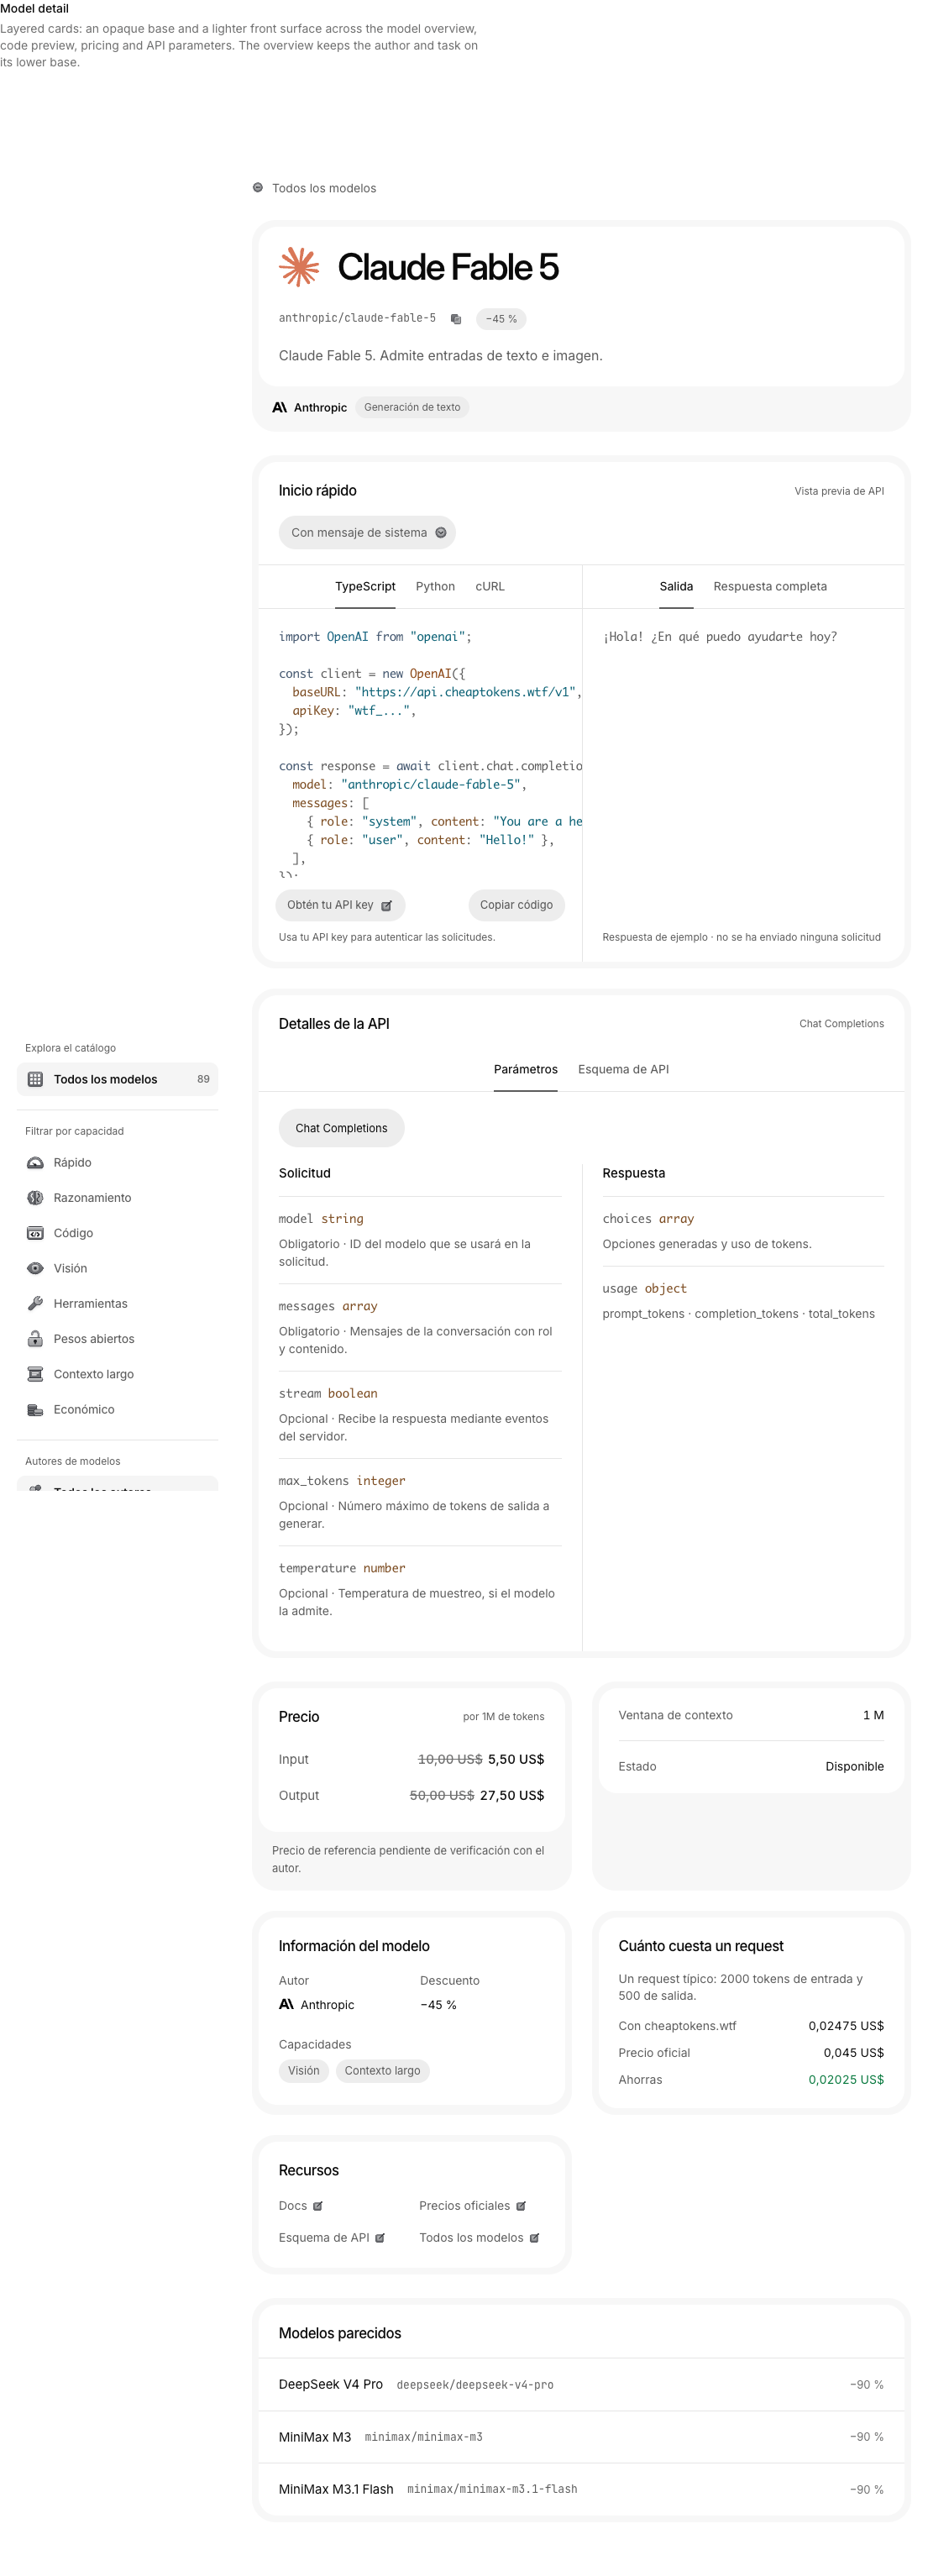 Model detail
Layered cards: an opaque base and a lighter front surface across the model overview,
code preview, pricing and API parameters. The overview keeps the author and task on
its lower base.
Todos los modelos
Claude Fable 5
anthropic/claude-fable-5 −45 %
Claude Fable 5. Admite entradas de texto e imagen.
Anthropic Generación de texto
Inicio rápido Vista previa de API
Con mensaje de sistema
TypeScript Python cURL
Salida Respuesta completa
import OpenAI from "openai";
const client = new OpenAI({
baseURL: "https://api.cheaptokens.wtf/v1",
apiKey: "wtf_...",
});
const response = await client.chat.completio
model: "anthropic/claude-fable-5",
messages: [
{ role: "system", content: "You are a he
{ role: "user", content: "Hello!" },
],
});
¡Hola! ¿En qué puedo ayudarte hoy?
Obtén tu API key Copiar código
Usa tu API key para autenticar las solicitudes.
Respuesta de ejemplo · no se ha enviado ninguna solicitud
Explora el catálogo
Todos los modelos 89
Filtrar por capacidad
Rápido
Razonamiento
Código
Visión
Herramientas
Pesos abiertos
Contexto largo
Económico
Autores de modelos
Todos los autores
Detalles de la API Chat Completions
Parámetros Esquema de API
Chat Completions
Solicitud
model string
Obligatorio · ID del modelo que se usará en la
solicitud.
messages array
Obligatorio · Mensajes de la conversación con rol
y contenido.
stream boolean
Opcional · Recibe la respuesta mediante eventos
del servidor.
max_tokens integer
Opcional · Número máximo de tokens de salida a
generar.
temperature number
Opcional · Temperatura de muestreo, si el modelo
la admite.
Respuesta
choices array
Opciones generadas y uso de tokens.
usage object
prompt_tokens · completion_tokens · total_tokens
Precio por 1M de tokens
Input 10,00 US$ 5,50 US$
Output 50,00 US$ 27,50 US$
Precio de referencia pendiente de verificación con el
autor.
Ventana de contexto 1 M
Estado Disponible
Información del modelo
Autor Descuento
Anthropic −45 %
Capacidades
Visión Contexto largo
Cuánto cuesta un request
Un request típico: 2000 tokens de entrada y
500 de salida.
Con cheaptokens.wtf 0,02475 US$
Precio oficial 0,045 US$
Ahorras 0,02025 US$
Recursos
Docs Precios oficiales
Esquema de API Todos los modelos
Modelos parecidos
DeepSeek V4 Pro deepseek/deepseek-v4-pro −90 %
MiniMax M3 minimax/minimax-m3 −90 %
MiniMax M3.1 Flash minimax/minimax-m3.1-flash −90 %